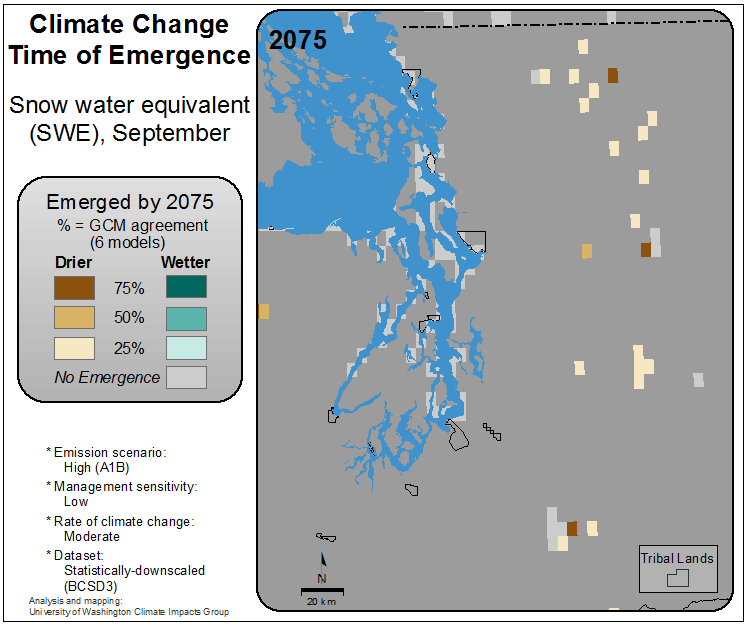 Climate Change
Time of Emergence
Snow water equivalent
(SWE), September
Emerged by 2075
% = GCM agreement
(6 models)
Drier Wetter
75%
50%
25%
No Emergence
* Emission scenario:
High (A1B)
* Management sensitivity:
Low
* Rate of climate change:
Moderate
* Dataset:
Statistically-downscaled
(BCSD3)
Analysis and mapping:
University of Washington Climate Impacts Group
2075
N
20 km
Tribal Lands